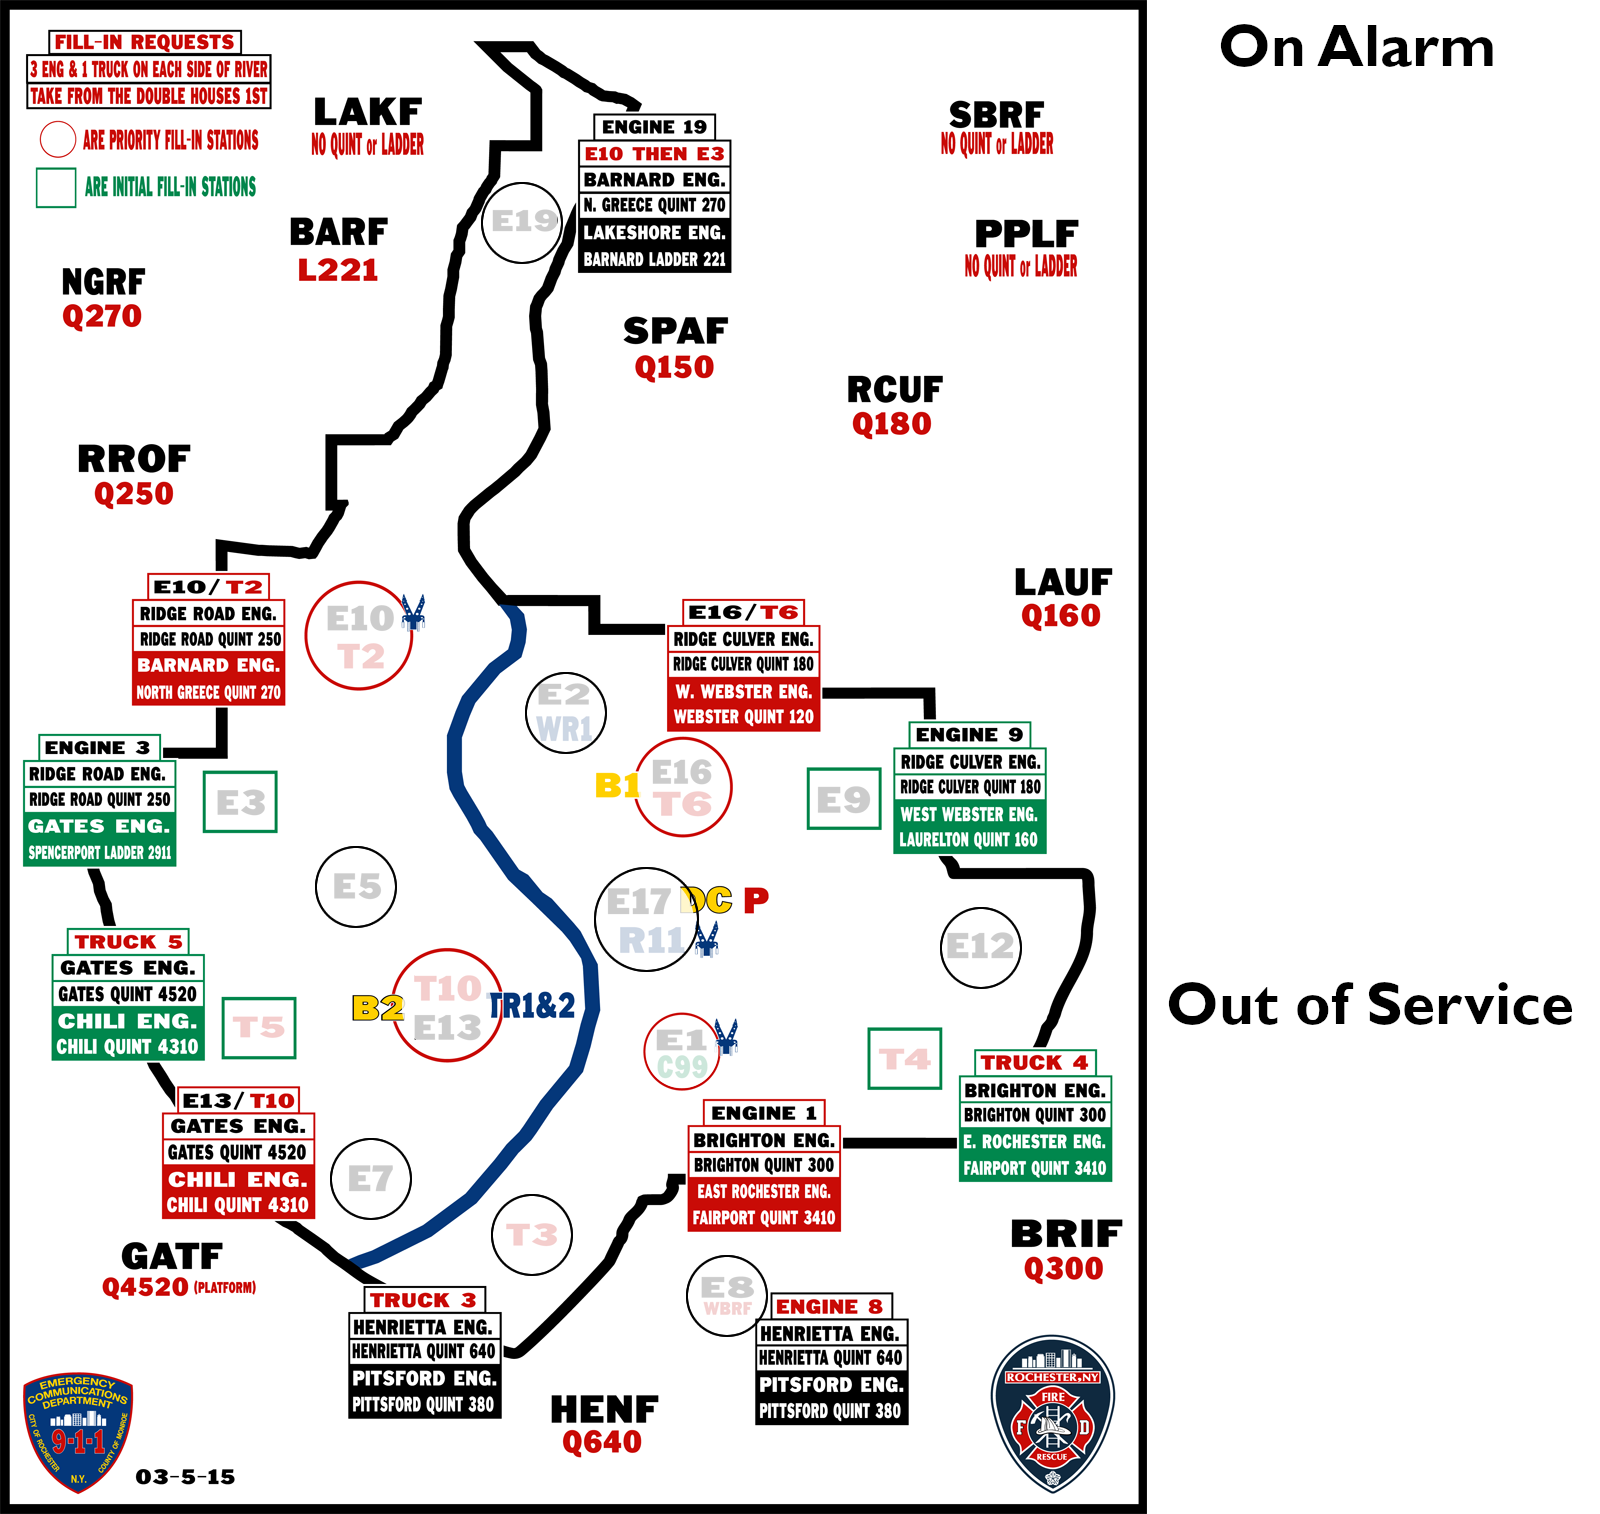 On Alarm
FILL-IN REQUESTS
3 ENG & 1 TRUCK ON EACH SIDE OF RIVER
TAKE FROM THE DOUBLE HOUSES 1ST
ARE PRIORITY FILL-IN STATIONS
ARE INITIAL FILL-IN STATIONS
LAKF
NO QUINT or LADDER
SBRF
NO QUINT or LADDER
ENGINE 19
E10 THEN E3
BARNARD ENG.
N. GREECE QUINT 270
LAKESHORE ENG.
BARNARD LADDER 221
E19
BARF
L221
PPLF
NO QUINT or LADDER
NGRF
Q270
SPAF
Q150
RCUF
Q180
RROF
Q250
LAUF
Q160
E10/T2
RIDGE ROAD ENG.
RIDGE ROAD QUINT 250
BARNARD ENG.
NORTH GREECE QUINT 270
E10
T2
E16/T6
RIDGE CULVER ENG.
RIDGE CULVER QUINT 180
W. WEBSTER ENG.
WEBSTER QUINT 120
E2
WR1
ENGINE 9
RIDGE CULVER ENG.
RIDGE CULVER QUINT 180
WEST WEBSTER ENG.
LAURELTON QUINT 160
ENGINE 3
RIDGE ROAD ENG.
RIDGE ROAD QUINT 250
GATES ENG.
SPENCERPORT LADDER 2911
E3
B1
E16
T6
E9
E5
E17
DC
P
R11
E12
TRUCK 5
GATES ENG.
GATES QUINT 4520
CHILI ENG.
CHILI QUINT 4310
T5
B2
T10
E13
TR1&2
E1
C99
T4
Out of Service
TRUCK 4
BRIGHTON ENG.
BRIGHTON QUINT 300
E. ROCHESTER ENG.
FAIRPORT QUINT 3410
E13/T10
GATES ENG.
GATES QUINT 4520
CHILI ENG.
CHILI QUINT 4310
ENGINE 1
BRIGHTON ENG.
BRIGHTON QUINT 300
EAST ROCHESTER ENG.
FAIRPORT QUINT 3410
E7
T3
GATF
Q4520 (PLATFORM)
BRIF
Q300
E8
WBRF
TRUCK 3
HENRIETTA ENG.
HENRIETTA QUINT 640
PITSFORD ENG.
PITTSFORD QUINT 380
ENGINE 8
HENRIETTA ENG.
HENRIETTA QUINT 640
PITSFORD ENG.
PITTSFORD QUINT 380
HENF
Q640
EMERGENCY
COMMUNICATIONS
DEPARTMENT
CITY OF ROCHESTER
9-1-1
COUNTY OF MONROE
N.Y.
03-5-15
ROCHESTER,NY
FIRE
F D
RESCUE